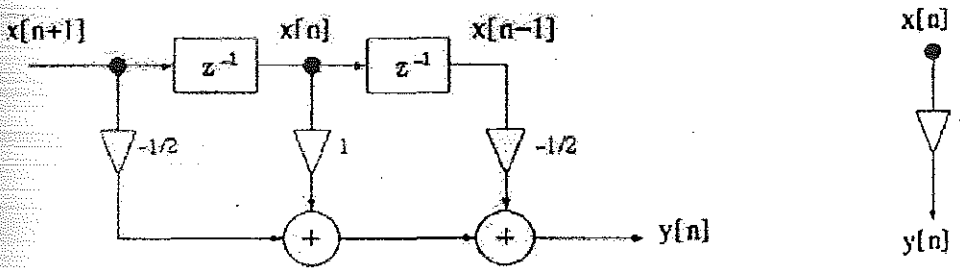 x[n+1] x[n] x[n-1] x[n]
z⁻¹ z⁻¹
-1/2 1 -1/2
+ + y[n] y[n]